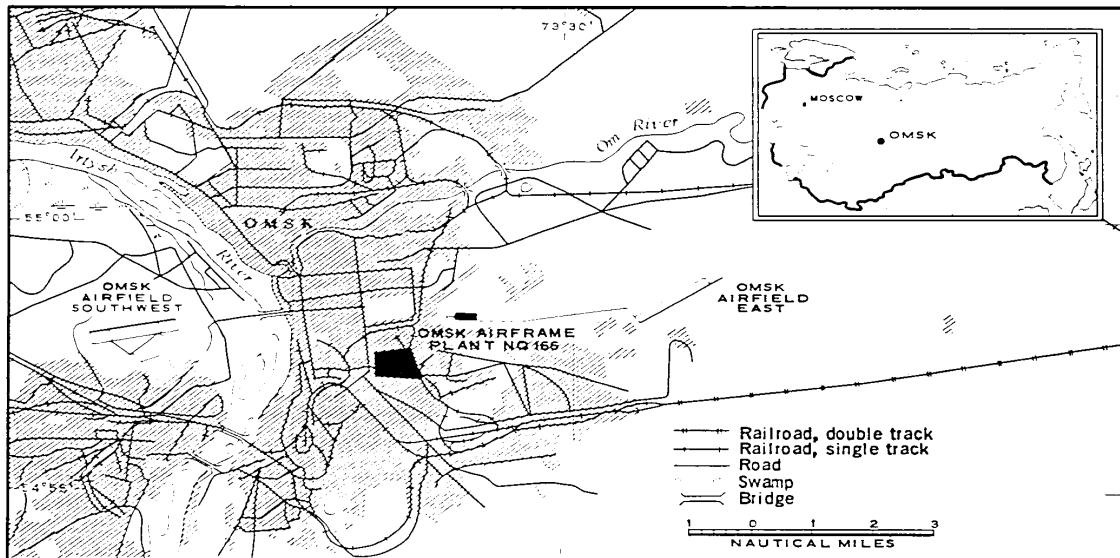 73°30'
MOSCOW
OMSK
Om River
Irtysh
River
55°00'
OMSK
OMSK
AIRFIELD
SOUTHWEST
OMSK
AIRFIELD
EAST
OMSK AIRFRAME
PLANT NO 166
54°55'
Railroad, double track
Railroad, single track
Road
Swamp
Bridge
1 0 1 2 3
NAUTICAL MILES